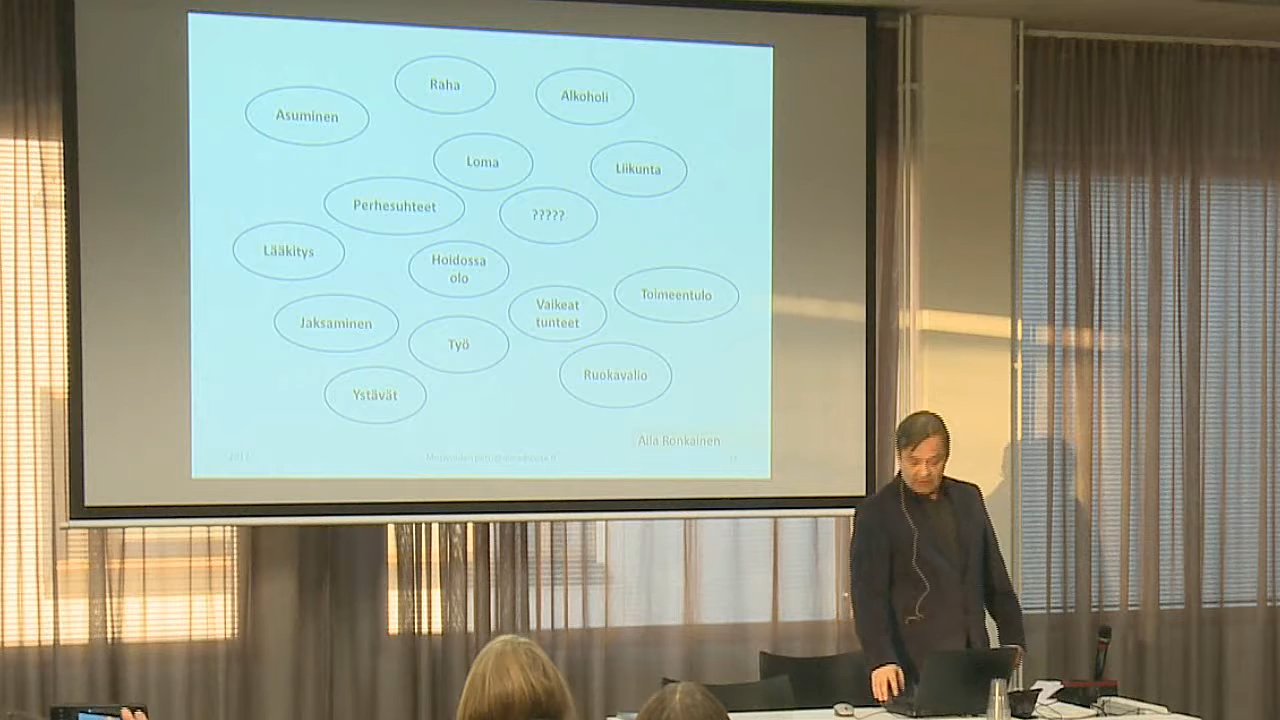 Raha
Alkoholi
Asuminen
Loma
Liikunta
Perhesuhteet
?????
Lääkitys
Hoidossa
olo
Toimeentulo
Vaikeat
tunteet
Jaksaminen
Työ
Ruokavalio
Ystävät
Aila Ronkainen